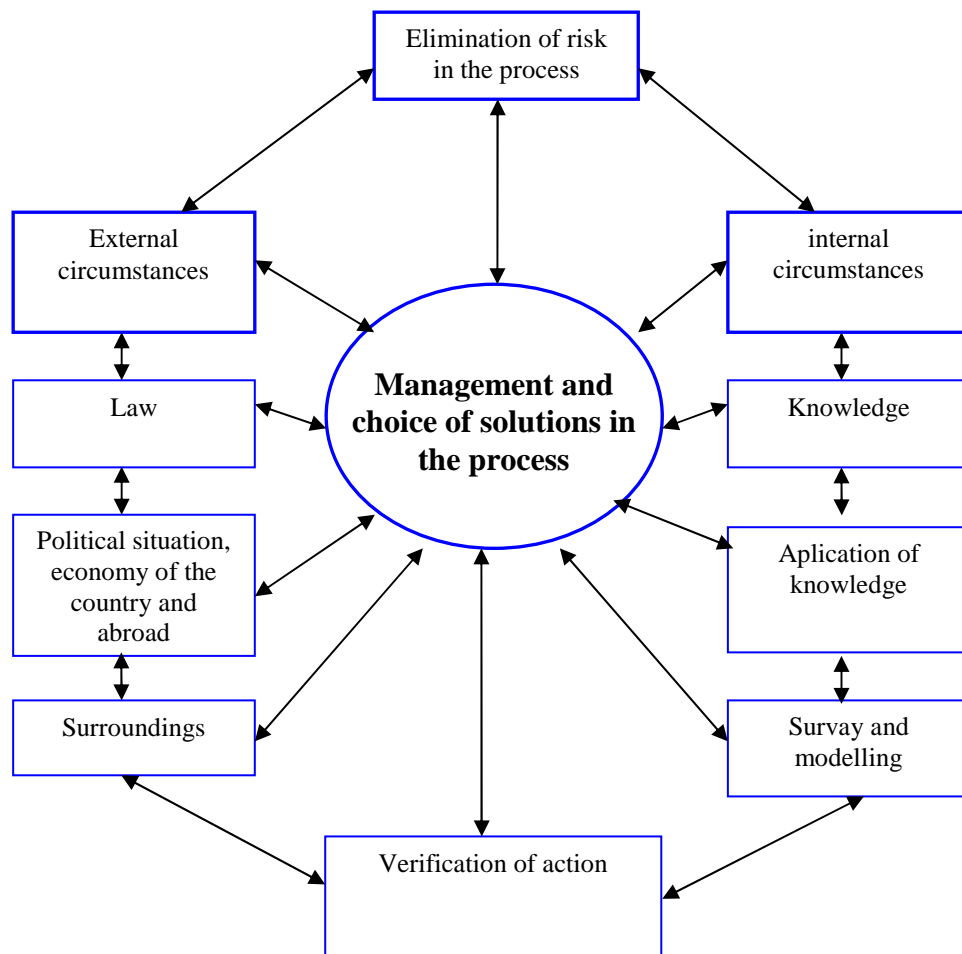 Elimination of risk
in the process
External
circumstances
internal
circumstances
Management and
choice of solutions in
the process
Law
Knowledge
Political situation,
economy of the
country and
abroad
Aplication of
knowledge
Surroundings
Survay and
modelling
Verification of action